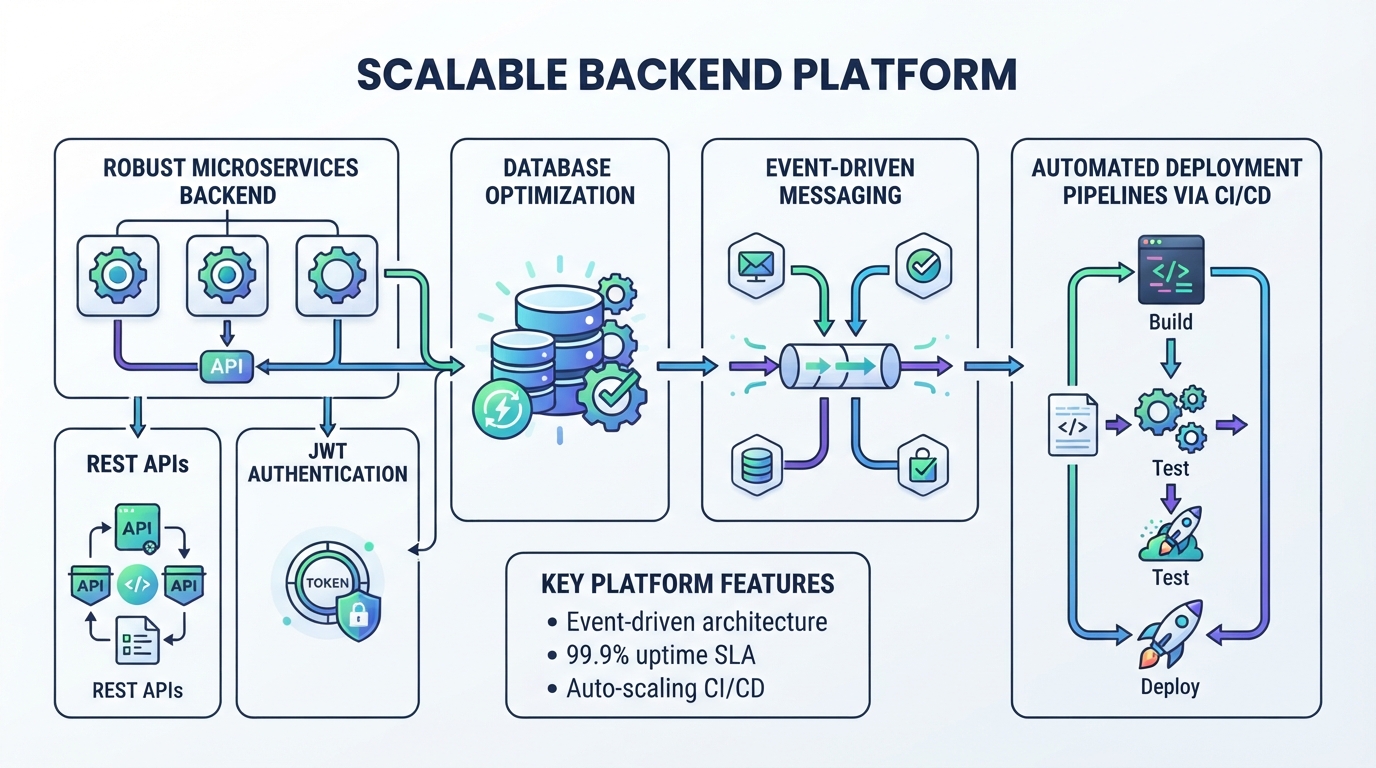 SCALABLE BACKEND PLATFORM
ROBUST MICROSERVICES
BACKEND
API
REST APIs
API
API
</>
API
REST APIs
JWT
AUTHENTICATION
TOKEN
DATABASE
OPTIMIZATION
EVENT-DRIVEN
MESSAGING
KEY PLATFORM FEATURES
• Event-driven architecture
• 99.9% uptime SLA
• Auto-scaling CI/CD
AUTOMATED DEPLOYMENT
PIPELINES VIA CI/CD
</>
Build
</>
Test
Test
Deploy